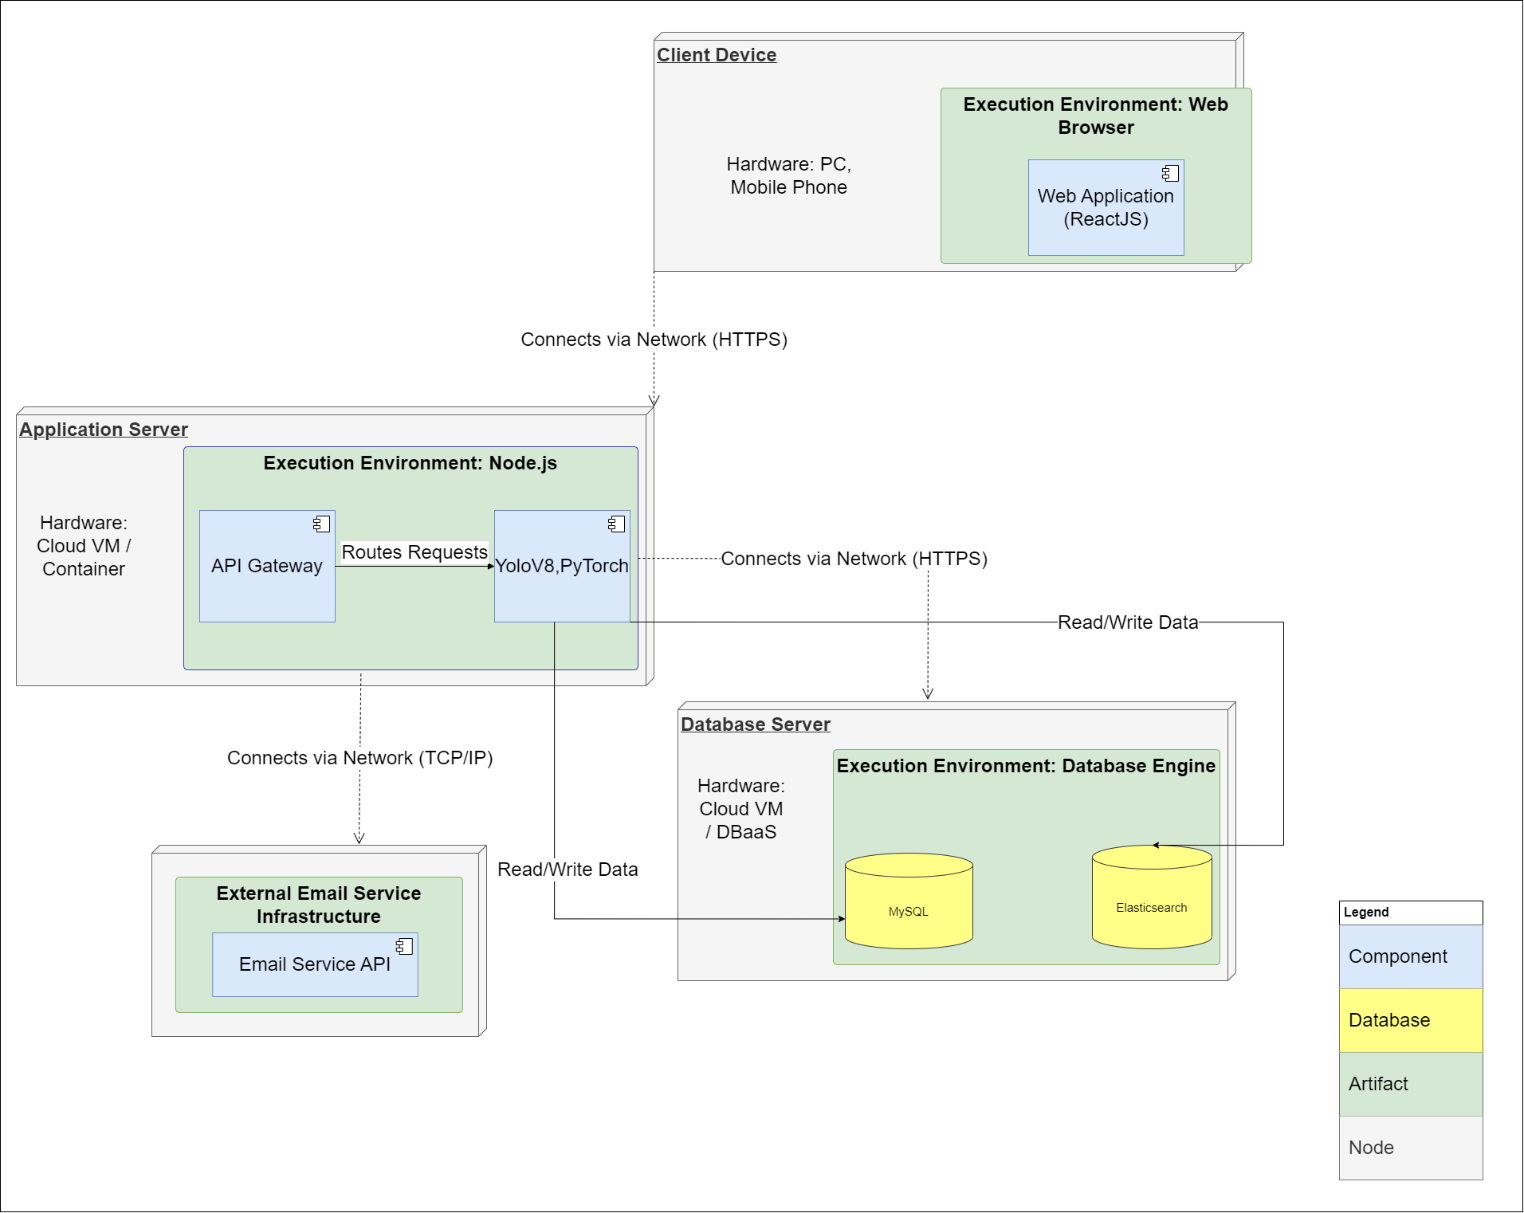 Client Device
Execution Environment: Web
Browser
Hardware: PC,
Mobile Phone
Web Application
(ReactJS)
Connects via Network (HTTPS)
Application Server
Execution Environment: Node.js
Hardware:
Cloud VM /
Container
API Gateway
Routes Requests
YoloV8,PyTorch
Connects via Network (HTTPS)
Read/Write Data
Database Server
Execution Environment: Database Engine
Hardware:
Cloud VM
/ DBaaS
MySQL
Elasticsearch
Connects via Network (TCP/IP)
Read/Write Data
External Email Service
Infrastructure
Email Service API
Legend
Component
Database
Artifact
Node